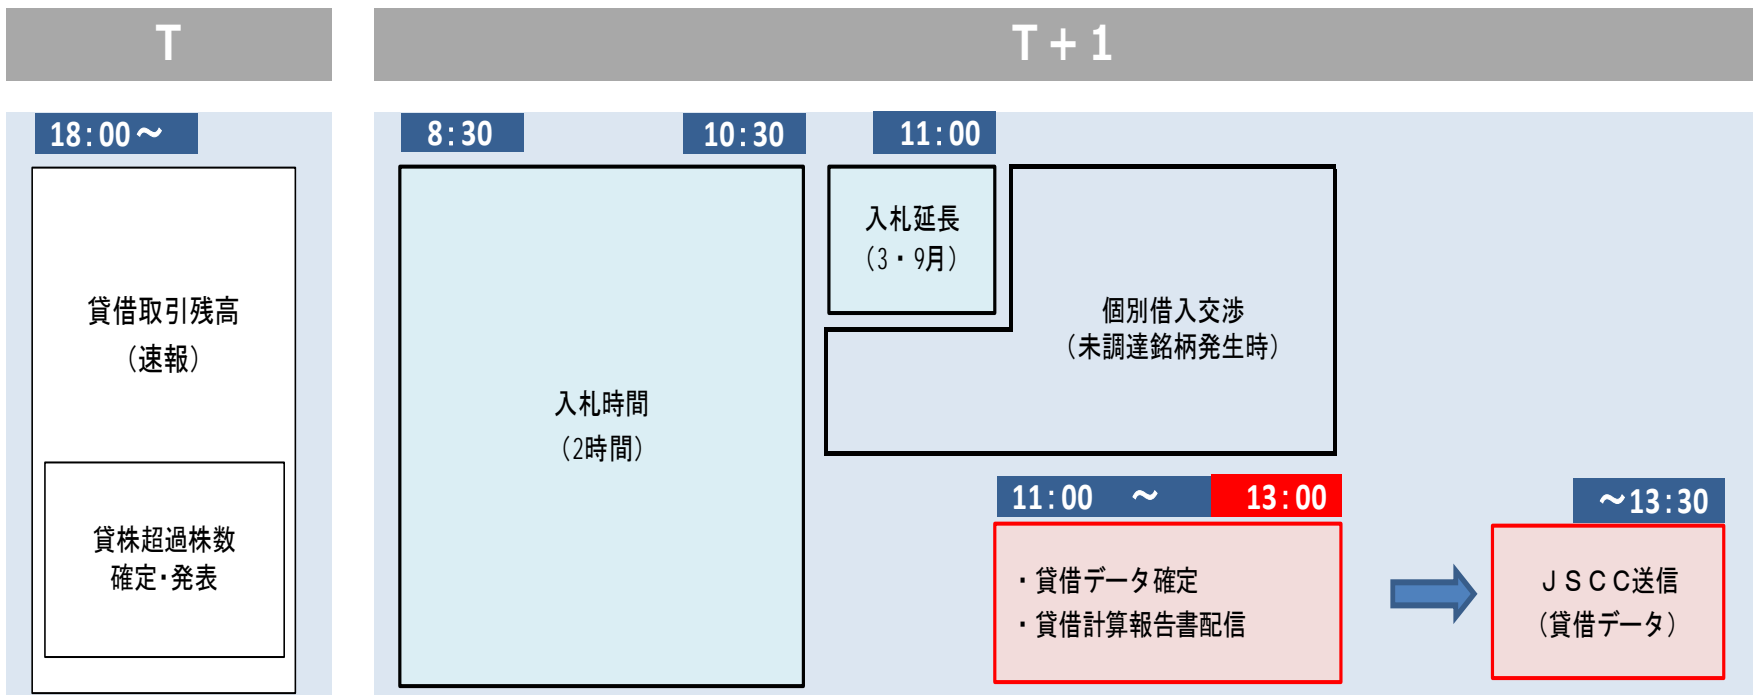 T
T+1
18:00～
貸借取引残高
（速報）
貸株超過株数
確定・発表
8:30
10:30
入札時間
（2時間）
11:00
入札延長
（3・9月）
個別借入交渉
（未調達銘柄発生時）
11:00 ～ 13:00
・貸借データ確定
・貸借計算報告書配信
～13:30
ＪＳＣＣ送信
（貸借データ）